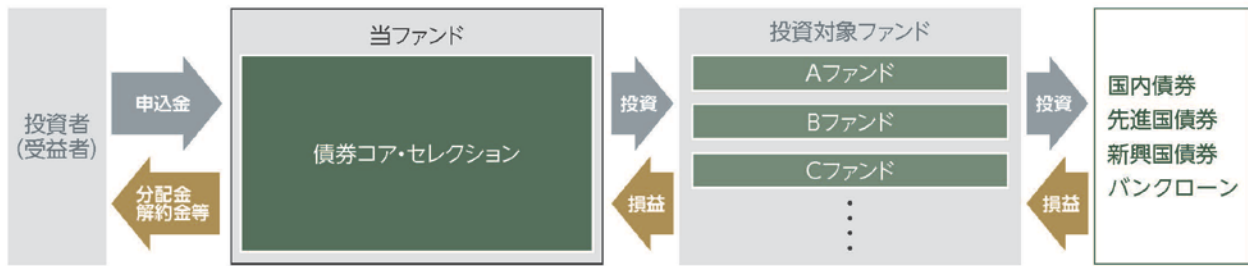 投資者
(受益者)
申込金
分配金
解約金等
当ファンド
債券コア・セレクション
投資
損益
投資対象ファンド
Aファンド
Bファンド
Cファンド
投資
損益
国内債券
先進国債券
新興国債券
バンクローン